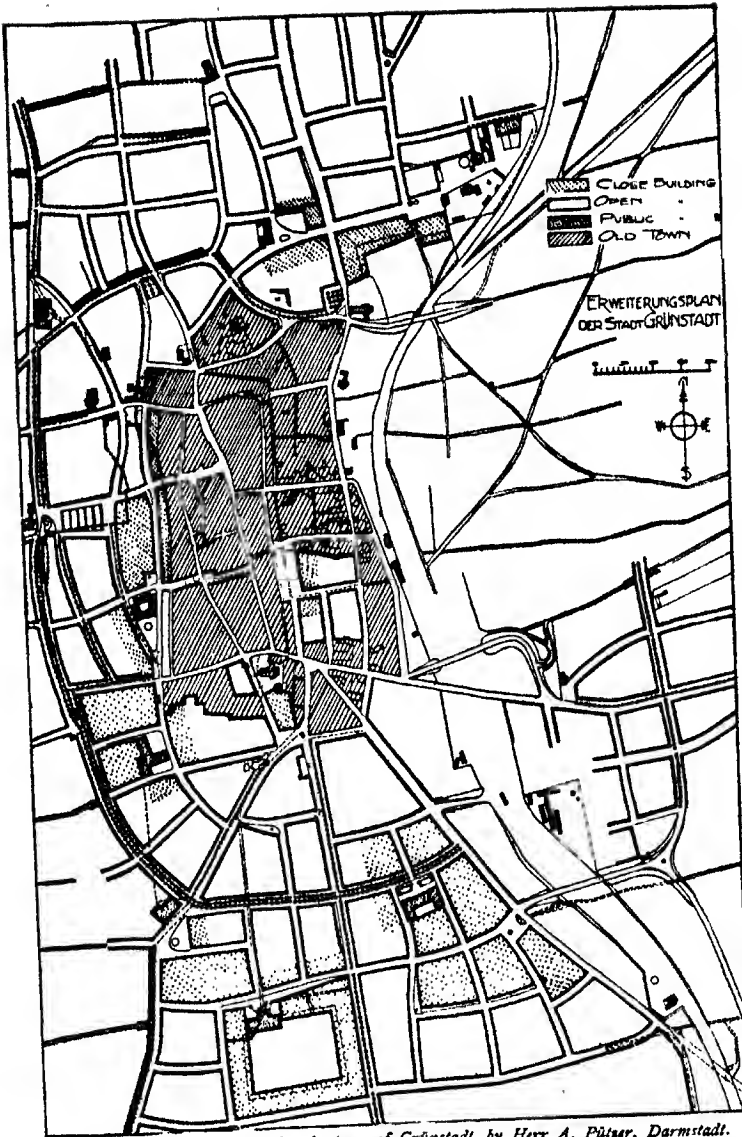 CLOSE BUILDING
OPEN "
PUBLIC "
OLD TOWN
ERWEITERUNGSPLAN
DER STADT GRÜNSTADT
W E
S
of Grünstadt, by Herr A. Pützer, Darmstadt.